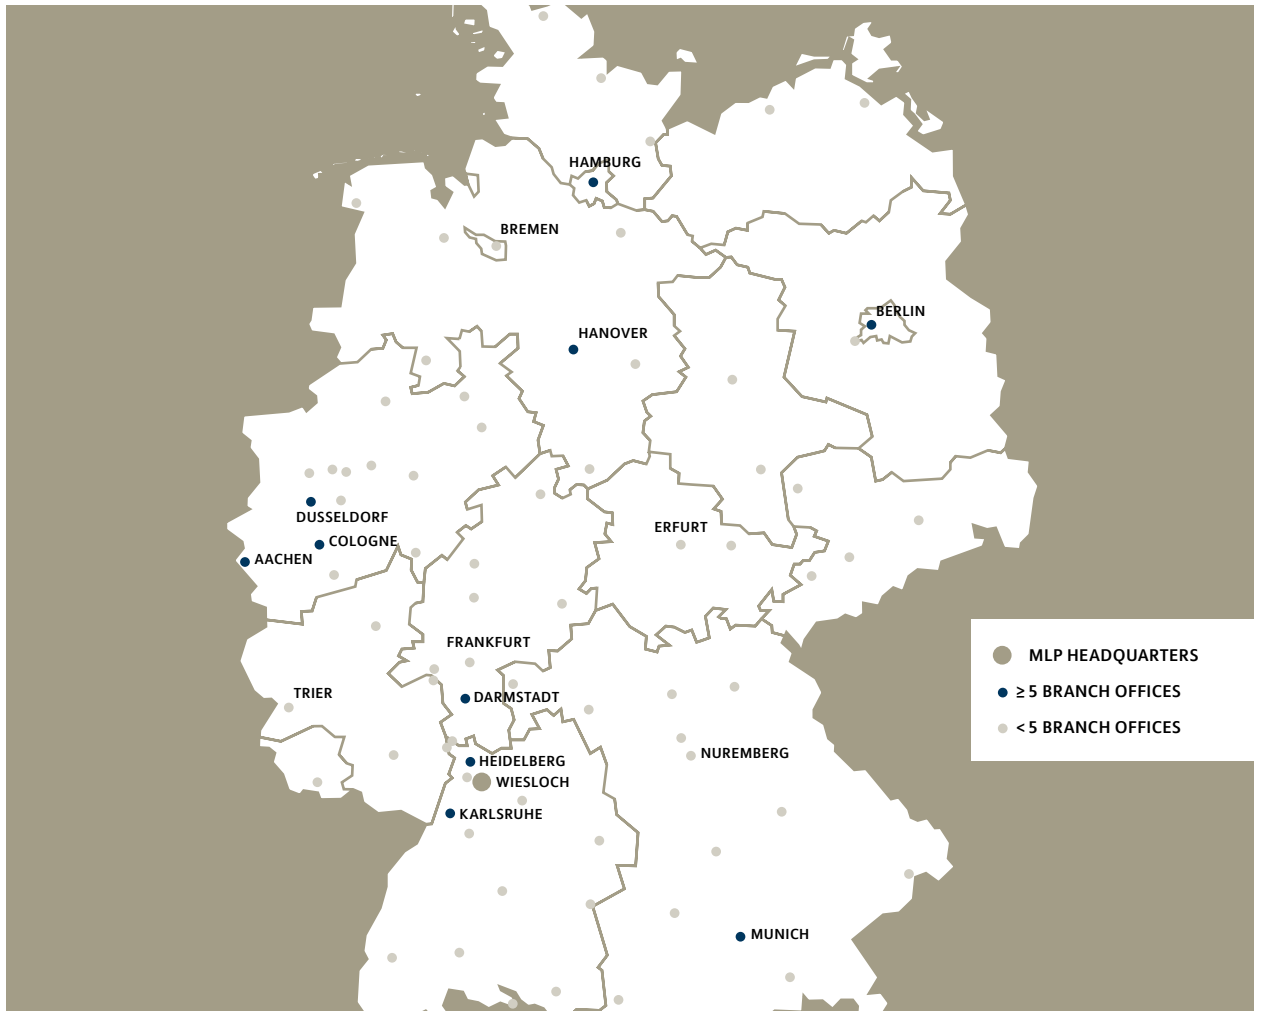 HAMBURG
BREMEN
BERLIN
HANOVER
DUSSELDORF
ERFURT
COLOGNE
AACHEN
FRANKFURT
MLP HEADQUARTERS
≥ 5 BRANCH OFFICES
< 5 BRANCH OFFICES
TRIER
DARMSTADT
NUREMBERG
HEIDELBERG
WIESLOCH
KARLSRUHE
MUNICH